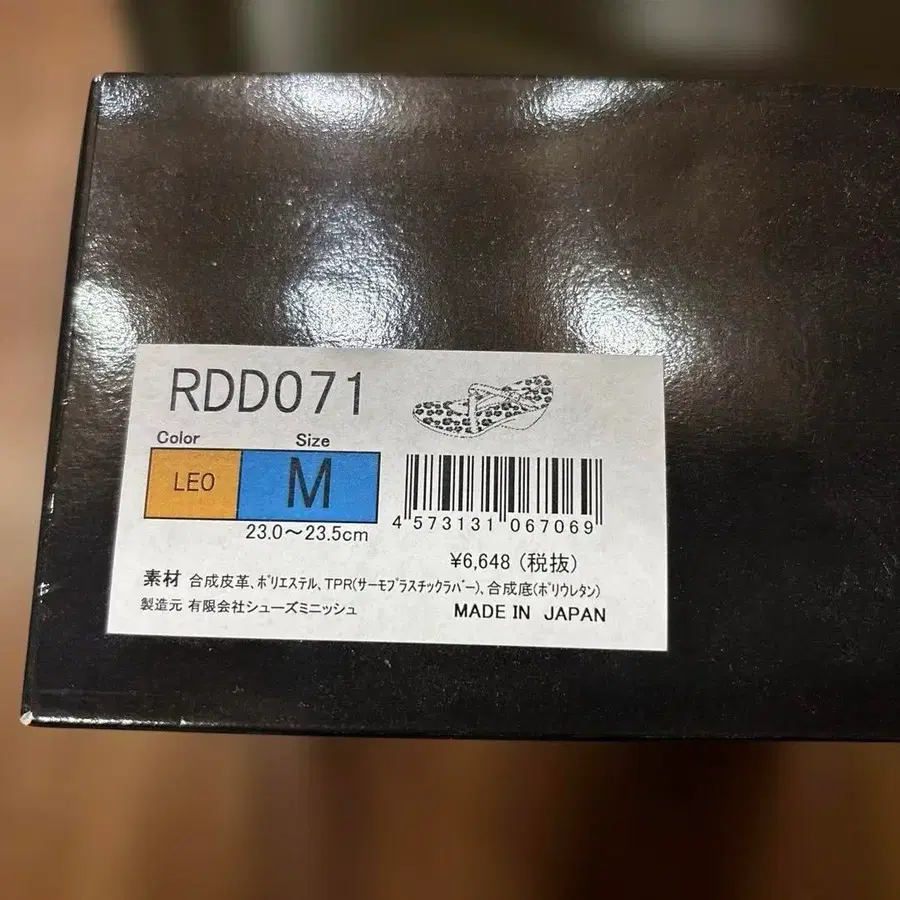 RDD071
Color Size
LEO M
23.0～23.5cm
4 573131 067069
¥6,648 (税抜)
素材 合成皮革、ﾎﾟﾘｴｽﾃﾙ、TPR(ｻｰﾓﾌﾟﾗｽﾁｯｸﾗﾊﾞｰ)、合成底(ﾎﾟﾘｳﾚﾀﾝ)
製造元 有限会社シューズミニッシュ MADE IN JAPAN